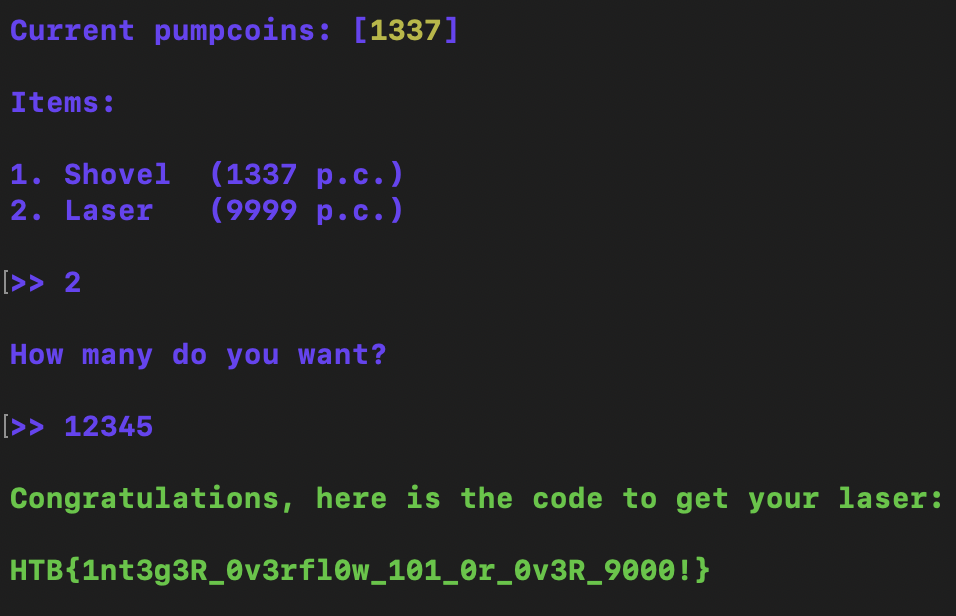 Current pumpcoins: [1337]
Items:
1. Shovel  (1337 p.c.)
2. Laser   (9999 p.c.)
[>> 2
How many do you want?
[>> 12345
Congratulations, here is the code to get your laser:
HTB{1nt3g3R_0v3rfl0w_101_0r_0v3R_9000!}